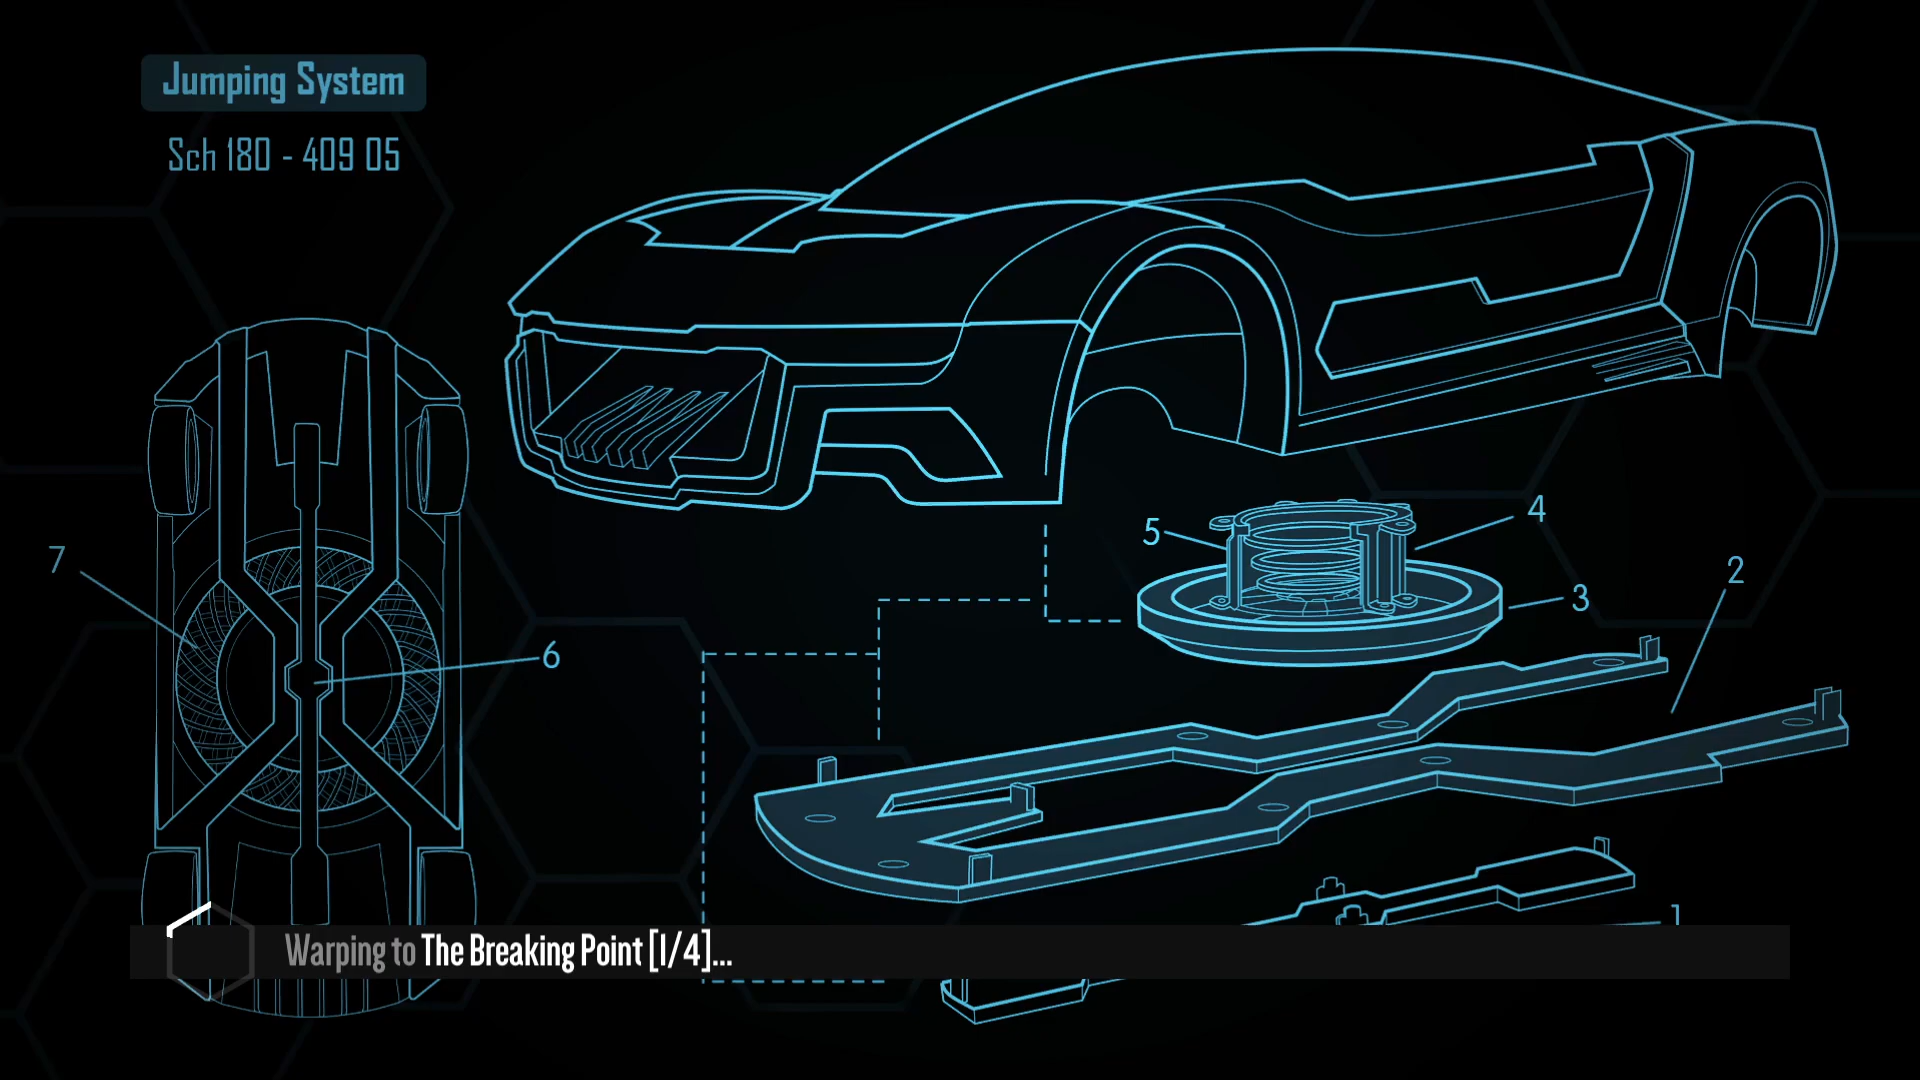 Jumping System
Sch 180 - 409 05
5
4
2
3
7
6
1
Warping to The Breaking Point [1/4]...